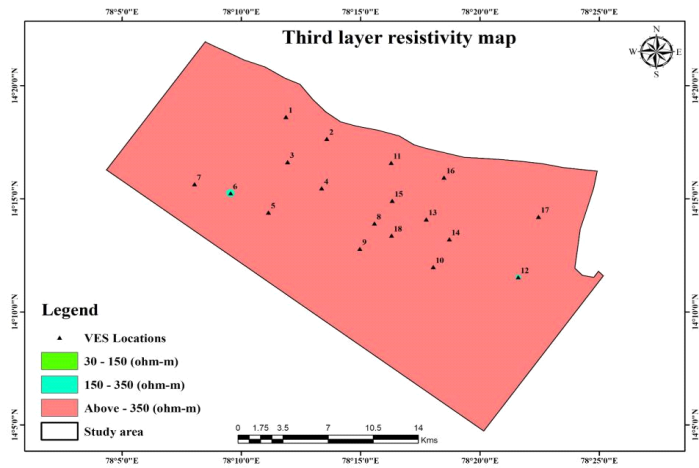 78°5'0"E 78°10'0"E 78°15'0"E 78°20'0"E 78°25'0"E
Third layer resistivity map
N
W E
S
14°20'0"N 14°20'0"N
1
2
3
11
16
7
6
4
15
5
8
13
17
18
14
9
10
12
14°15'0"N 14°15'0"N
14°10'0"N 14°10'0"N
14°5'0"N 14°5'0"N
Legend
VES Locations
30 - 150 (ohm-m)
150 - 350 (ohm-m)
Above - 350 (ohm-m)
Study area
0 1.75 3.5 7 10.5 14
Kms
78°5'0"E 78°10'0"E 78°15'0"E 78°20'0"E 78°25'0"E